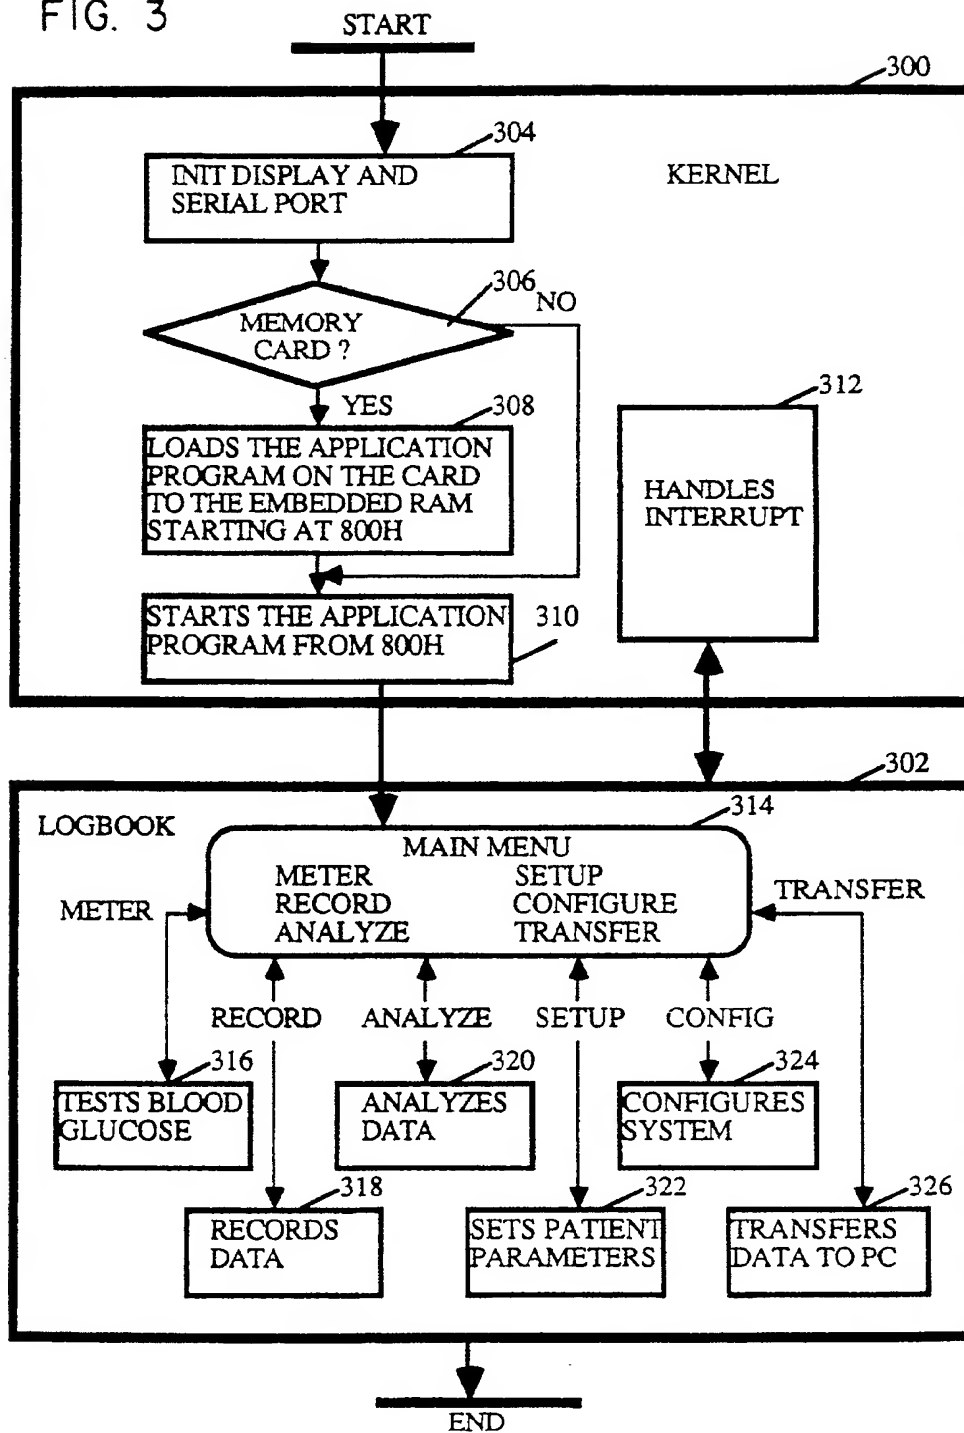 FIG. 3
START
300
304
INIT DISPLAY AND
SERIAL PORT
KERNEL
306
NO
MEMORY
CARD ?
YES
308
LOADS THE APPLICATION
PROGRAM ON THE CARD
TO THE EMBEDDED RAM
STARTING AT 800H
312
HANDLES
INTERRUPT
STARTS THE APPLICATION
PROGRAM FROM 800H
310
302
LOGBOOK
314
MAIN MENU
METER SETUP
RECORD CONFIGURE
ANALYZE TRANSFER
METER
TRANSFER
RECORD ANALYZE SETUP CONFIG
316
TESTS BLOOD
GLUCOSE
320
ANALYZES
DATA
324
CONFIGURES
SYSTEM
318
RECORDS
DATA
322
SETS PATIENT
PARAMETERS
326
TRANSFERS
DATA TO PC
END